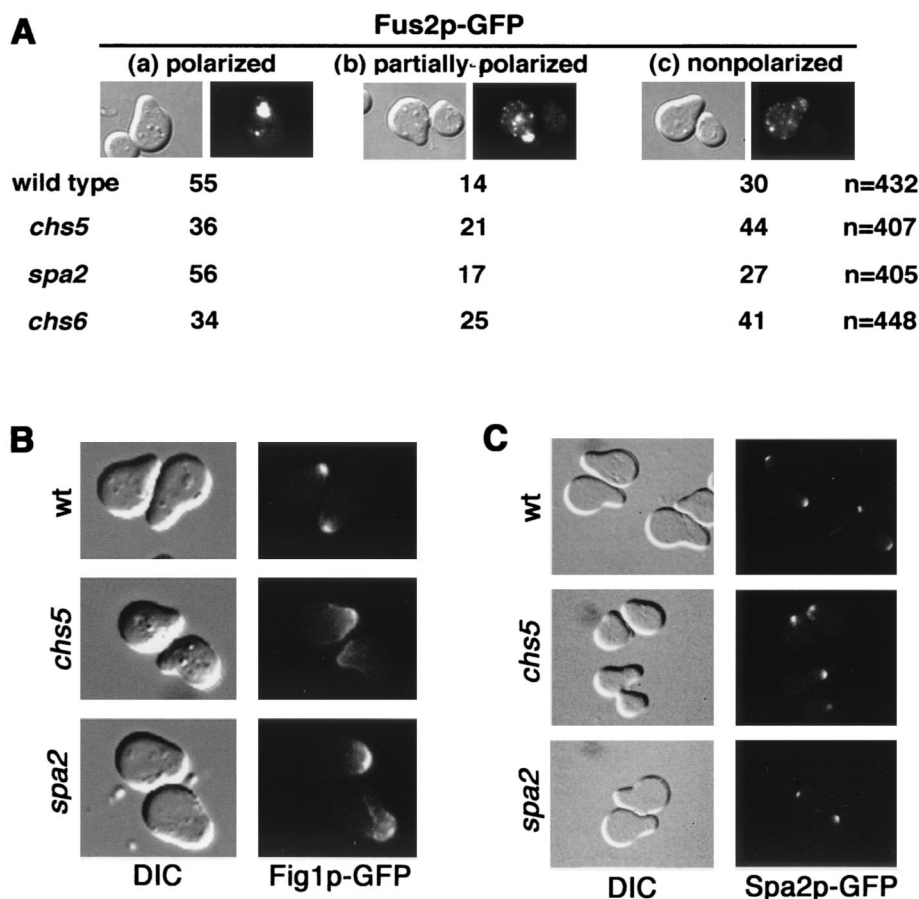 A
Fus2p-GFP
(a) polarized (b) partially-polarized (c) nonpolarized
wild type 55 14 30 n=432
chs5 36 21 44 n=407
spa2 56 17 27 n=405
chs6 34 25 41 n=448
B
wt
chs5
spa2
DIC Fig1p-GFP
C
wt
chs5
spa2
DIC Spa2p-GFP